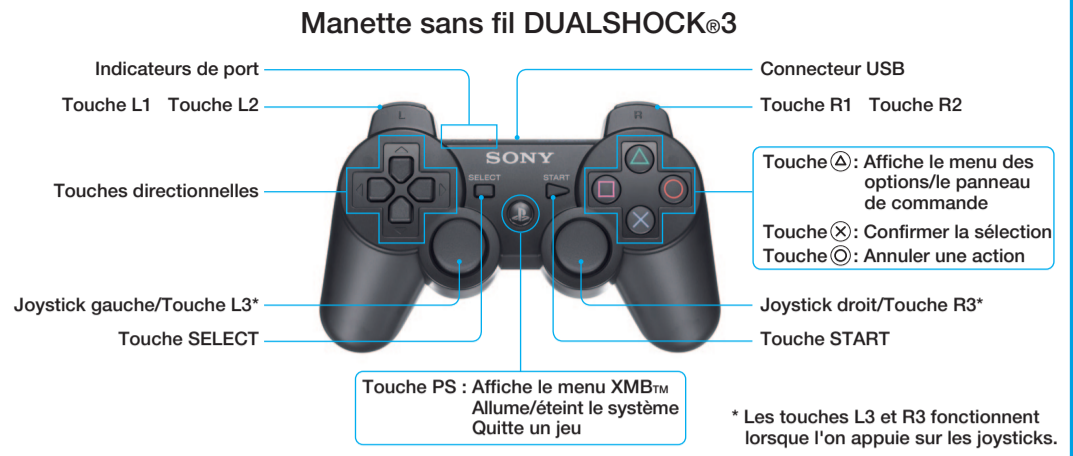 Manette sans fil DUALSHOCK®3
Indicateurs de port
Connecteur USB
Touche L1 Touche L2
Touche R1 Touche R2
L
R
SONY
SELECT
START
Touches directionnelles
Touche △ : Affiche le menu des
options/le panneau
de commande
Touche ✕ : Confirmer la sélection
Touche ○ : Annuler une action
Joystick gauche/Touche L3*
Joystick droit/Touche R3*
Touche SELECT
Touche START
Touche PS : Affiche le menu XMB™
Allume/éteint le système
Quitte un jeu
* Les touches L3 et R3 fonctionnent
lorsque l'on appuie sur les joysticks.